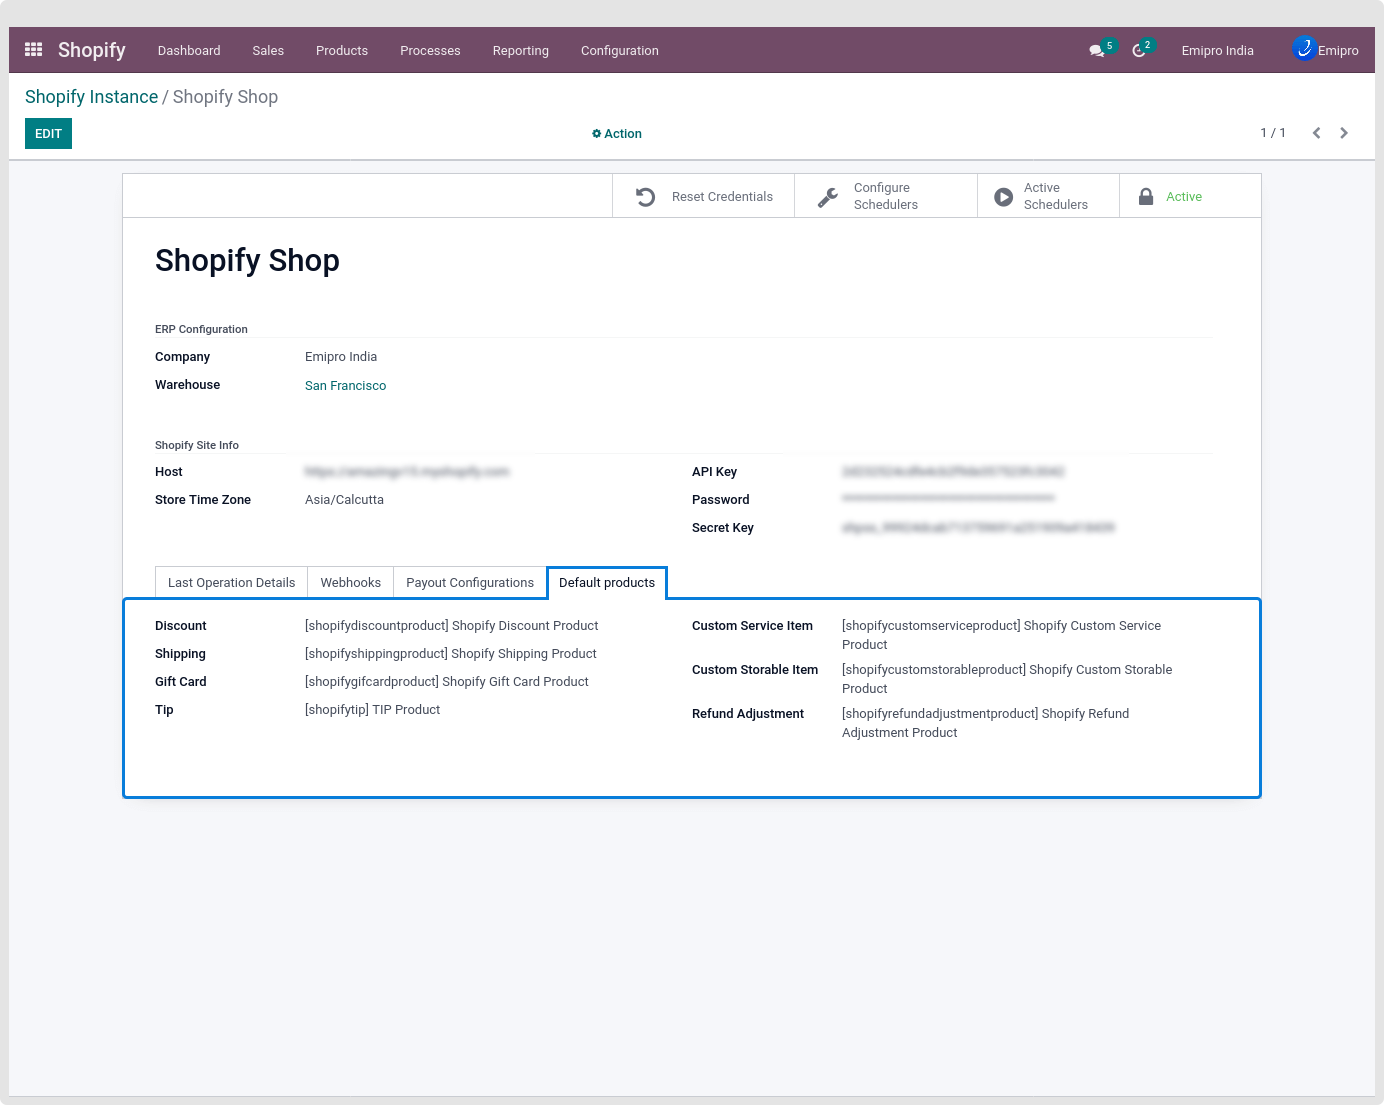 Shopify Dashboard Sales Products Processes Reporting Configuration 5 2 Emipro India Emipro
Shopify Instance / Shopify Shop
EDIT Action 1 / 1
Reset Credentials
Configure
Schedulers
Active
Schedulers
Active
Shopify Shop
ERP Configuration
Company Emipro India
Warehouse San Francisco
Shopify Site Info
Host
Store Time Zone Asia/Calcutta
API Key
Password
Secret Key
Last Operation Details Webhooks Payout Configurations Default products
Discount [shopifydiscountproduct] Shopify Discount Product
Shipping [shopifyshippingproduct] Shopify Shipping Product
Gift Card [shopifygifcardproduct] Shopify Gift Card Product
Tip [shopifytip] TIP Product
Custom Service Item [shopifycustomserviceproduct] Shopify Custom Service
Product
Custom Storable Item [shopifycustomstorableproduct] Shopify Custom Storable
Product
Refund Adjustment [shopifyrefundadjustmentproduct] Shopify Refund
Adjustment Product